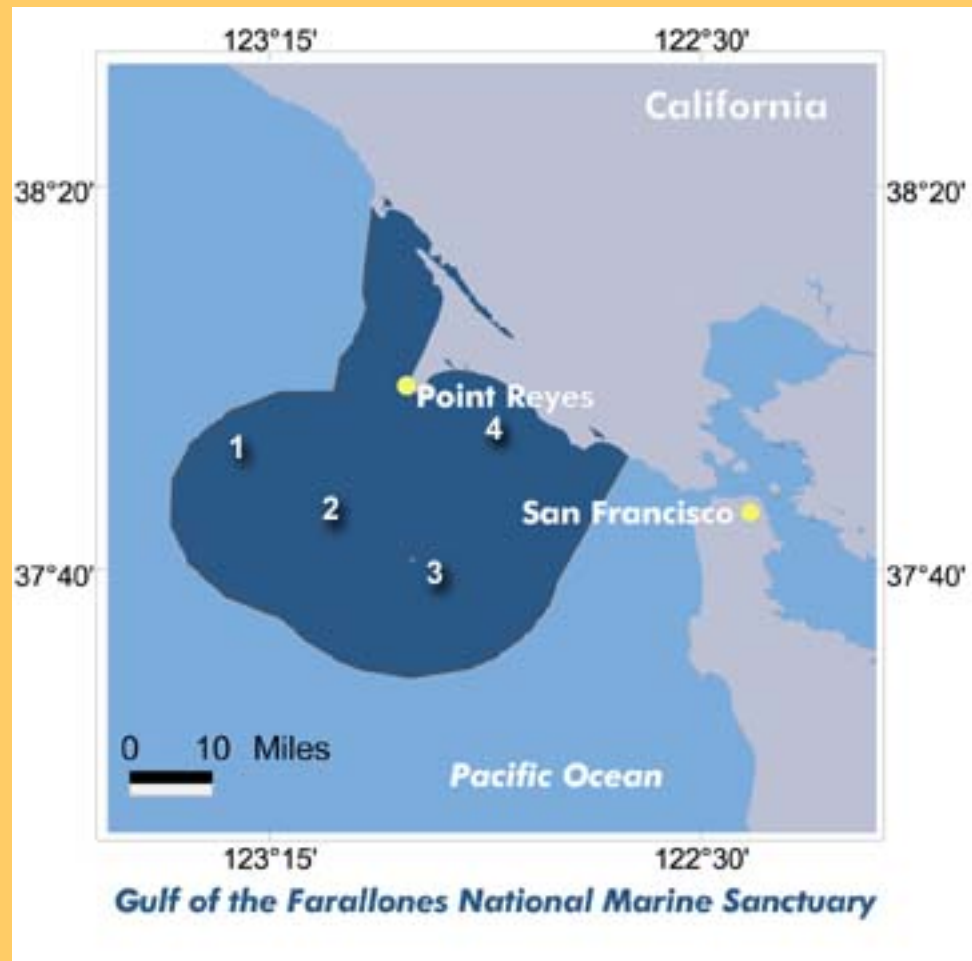 123°15' 122°30'
California
38°20' 38°20'
Point Reyes
4
1
2
San Francisco
3
37°40' 37°40'
0 10 Miles
Pacific Ocean
123°15' 122°30'
Gulf of the Farallones National Marine Sanctuary